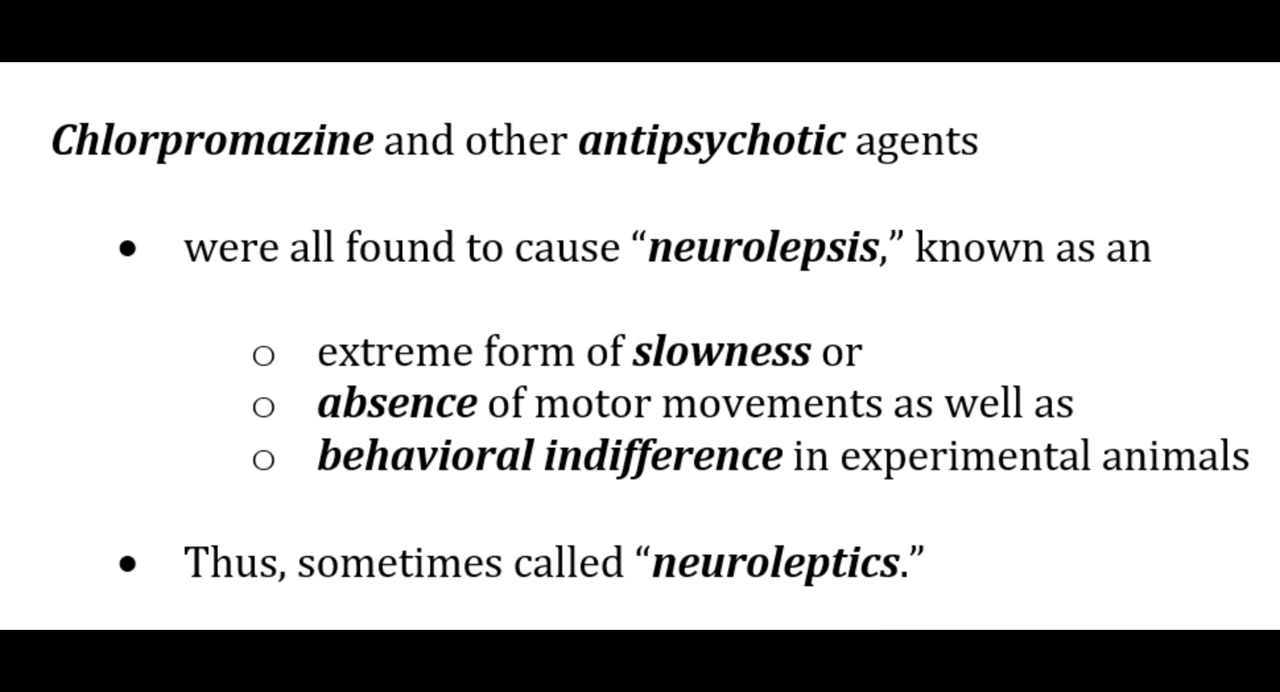 Chlorpromazine and other antipsychotic agents
• were all found to cause “neurolepsis,” known as an
o extreme form of slowness or
o absence of motor movements as well as
o behavioral indifference in experimental animals
• Thus, sometimes called “neuroleptics.”